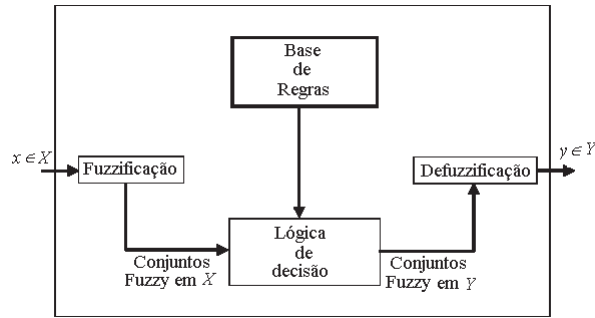 Base
de
Regras
x ∈ X
Fuzzificação
y ∈ Y
Defuzzificação
Lógica
de
decisão
Conjuntos
Fuzzy em X
Conjuntos
Fuzzy em Y